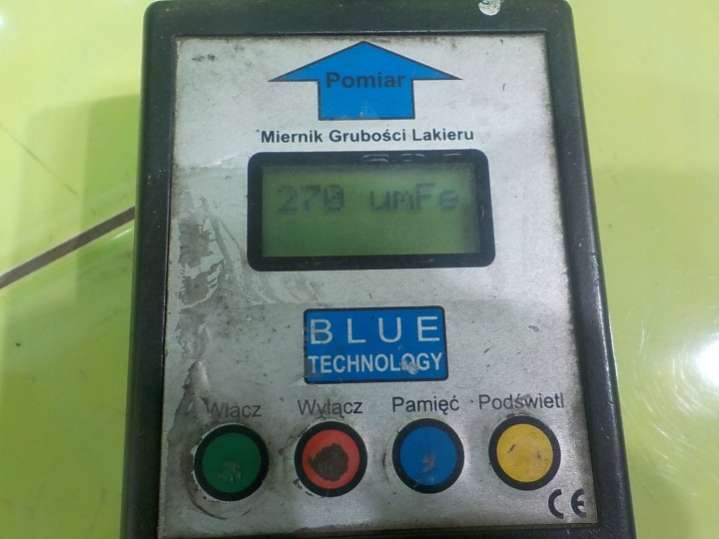 Pomiar
Miernik Grubości Lakieru
270 umFe
BLUE
TECHNOLOGY
Włącz Wyłącz Pamięć Podświetl
CE